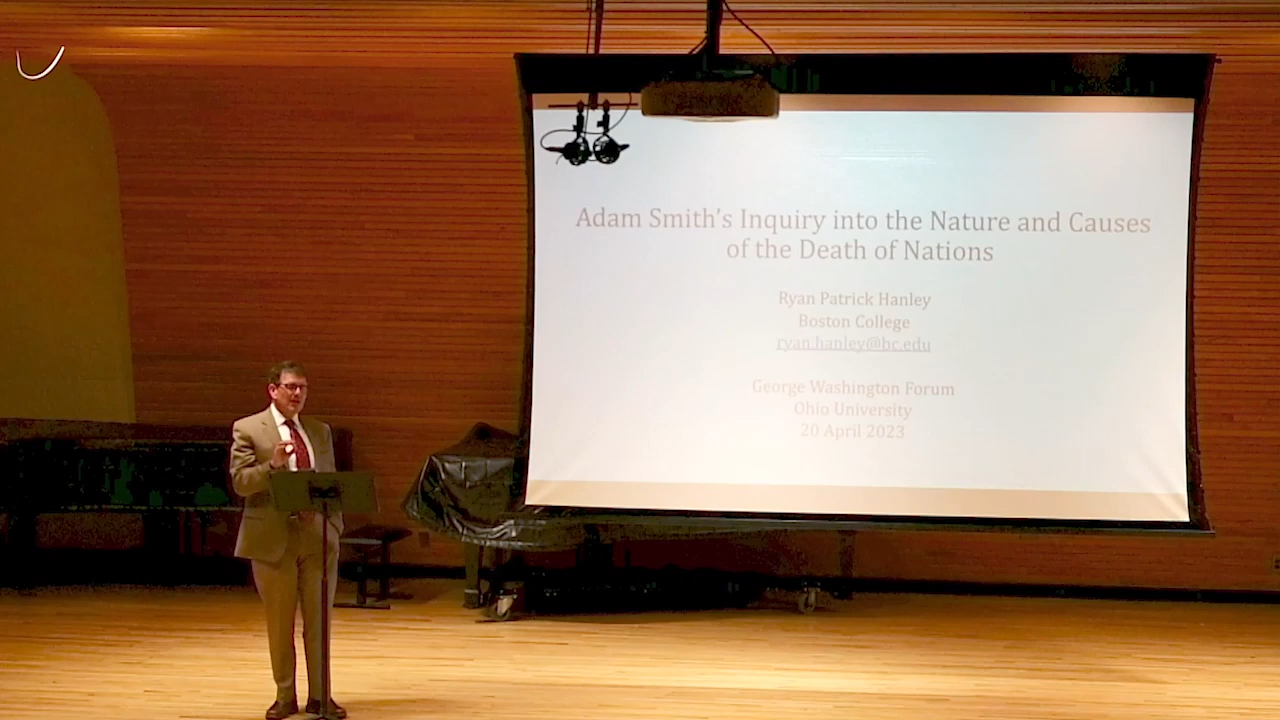 Adam Smith's Inquiry into the Nature and Causes
of the Death of Nations
Ryan Patrick Hanley
Boston College
ryan.hanley@bc.edu
George Washington Forum
Ohio University
20 April 2023